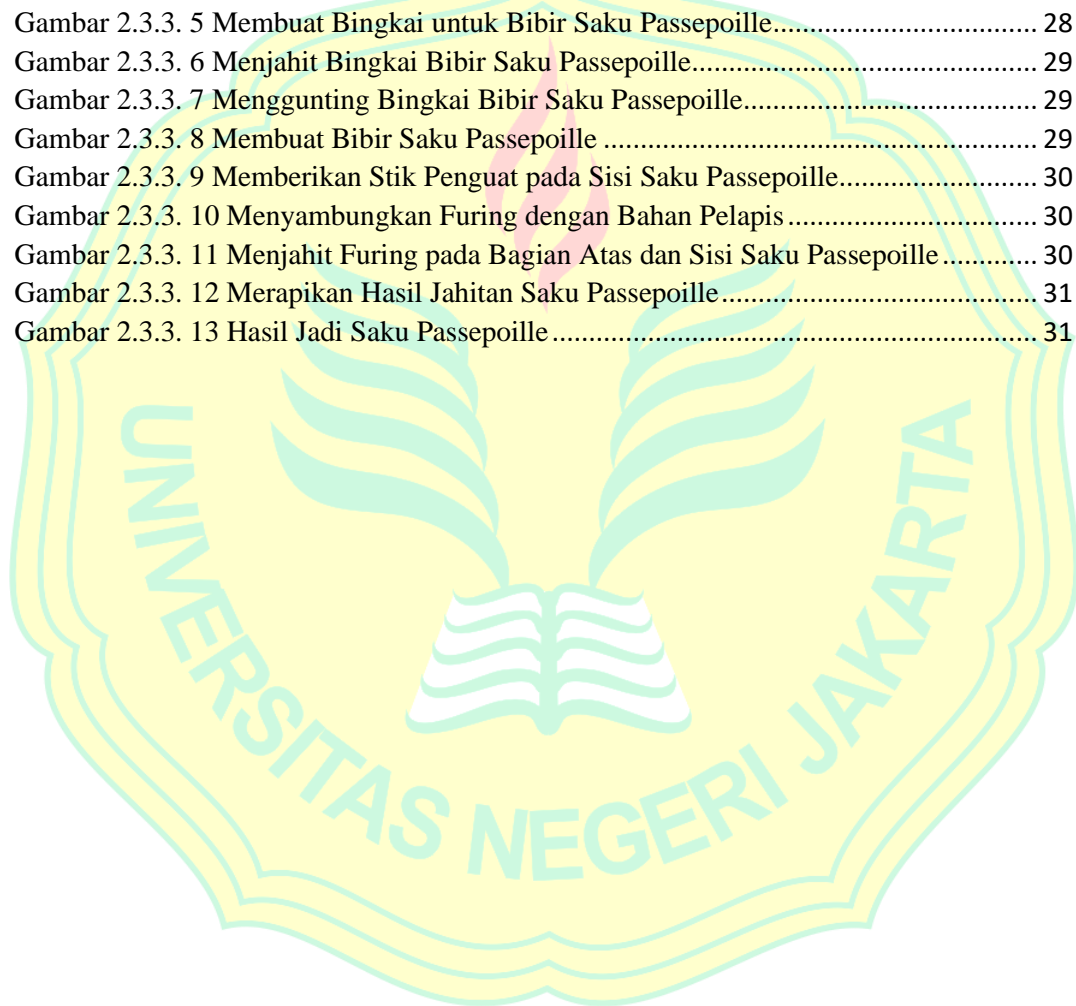 Gambar 2.3.3. 5 Membuat Bingkai untuk Bibir Saku Passepoille.................................... 28
Gambar 2.3.3. 6 Menjahit Bingkai Bibir Saku Passepoille............................................... 29
Gambar 2.3.3. 7 Menggunting Bingkai Bibir Saku Passepoille........................................ 29
Gambar 2.3.3. 8 Membuat Bibir Saku Passepoille ........................................................... 29
Gambar 2.3.3. 9 Memberikan Stik Penguat pada Sisi Saku Passepoille........................... 30
Gambar 2.3.3. 10 Menyambungkan Furing dengan Bahan Pelapis.................................. 30
Gambar 2.3.3. 11 Menjahit Furing pada Bagian Atas dan Sisi Saku Passepoille............. 30
Gambar 2.3.3. 12 Merapikan Hasil Jahitan Saku Passepoille........................................... 31
Gambar 2.3.3. 13 Hasil Jadi Saku Passepoille.................................................................. 31
UNIVERSITAS NEGERI JAKARTA